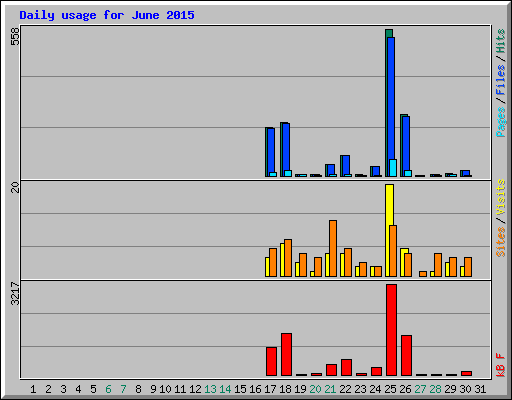 Daily usage for June 2015
558
20
3217
Pages / Files / Hits
Sites / Visits
kB F
1 2 3 4 5 6 7 8 9 10 11 12 13 14 15 16 17 18 19 20 21 22 23 24 25 26 27 28 29 30 31